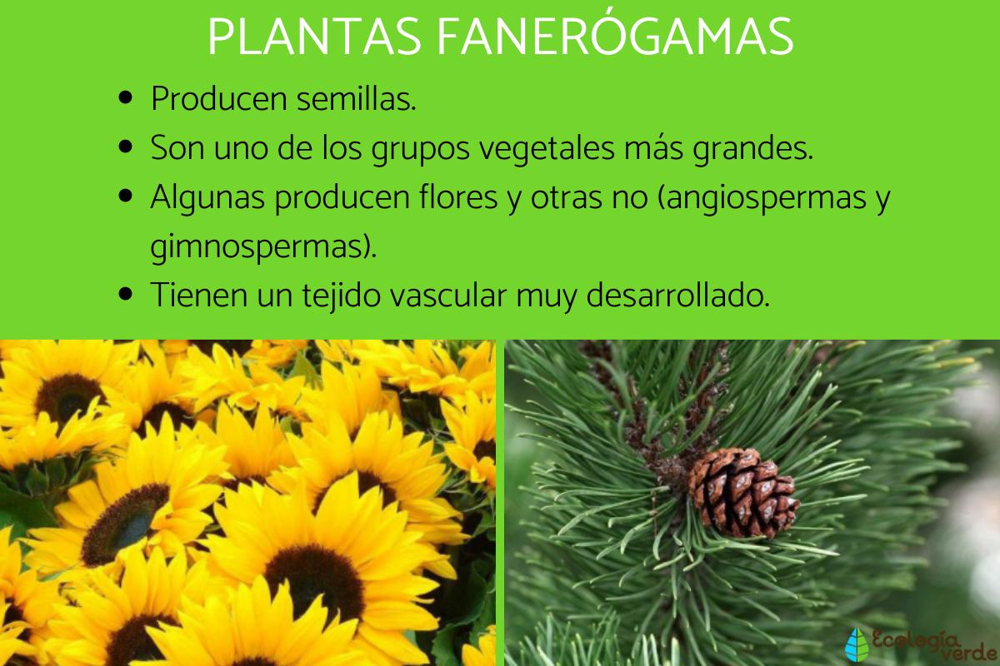 PLANTAS FANERÓGAMAS
• Producen semillas.
• Son uno de los grupos vegetales más grandes.
• Algunas producen flores y otras no (angiospermas y
gimnospermas).
• Tienen un tejido vascular muy desarrollado.
Ecología
verde